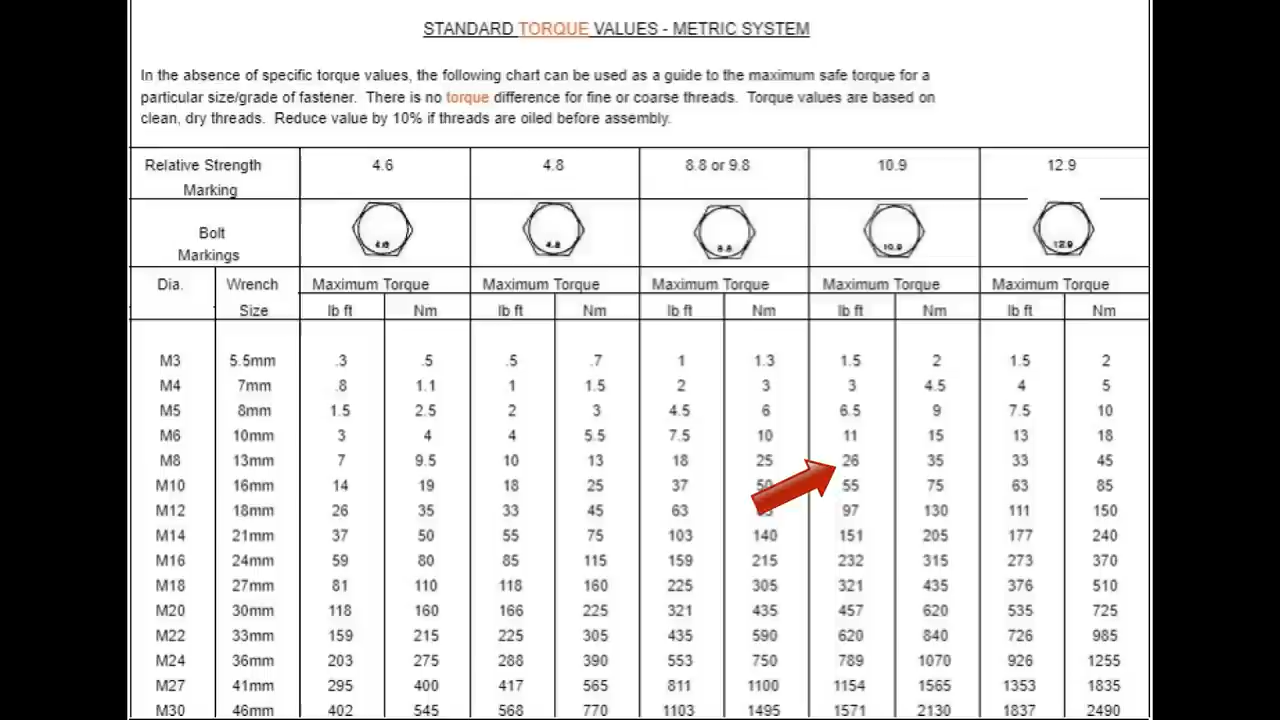 STANDARD TORQUE VALUES - METRIC SYSTEM
In the absence of specific torque values, the following chart can be used as a guide to the maximum safe torque for a
particular size/grade of fastener. There is no torque difference for fine or coarse threads. Torque values are based on
clean, dry threads. Reduce value by 10% if threads are oiled before assembly.
Relative Strength 4.6 4.8 8.8 or 9.8 10.9 12.9
Marking
Bolt
Markings
4.6 4.8 8.8 10.9 12.9
Dia. Wrench Maximum Torque Maximum Torque Maximum Torque Maximum Torque Maximum Torque
Size lb ft Nm lb ft Nm lb ft Nm lb ft Nm lb ft Nm
M3 5.5mm .3 .5 .5 .7 1 1.3 1.5 2 1.5 2
M4 7mm .8 1.1 1 1.5 2 3 3 4.5 4 5
M5 8mm 1.5 2.5 2 3 4.5 6 6.5 9 7.5 10
M6 10mm 3 4 4 5.5 7.5 10 11 15 13 18
M8 13mm 7 9.5 10 13 18 25 26 35 33 45
M10 16mm 14 19 18 25 37 50 55 75 63 85
M12 18mm 26 35 33 45 63 97 130 111 150
M14 21mm 37 50 55 75 103 140 151 205 177 240
M16 24mm 59 80 85 115 159 215 232 315 273 370
M18 27mm 81 110 118 160 225 305 321 435 376 510
M20 30mm 118 160 166 225 321 435 457 620 535 725
M22 33mm 159 215 225 305 435 590 620 840 726 985
M24 36mm 203 275 288 390 553 750 789 1070 926 1255
M27 41mm 295 400 417 565 811 1100 1154 1565 1353 1835
M30 46mm 402 545 568 770 1103 1495 1571 2130 1837 2490